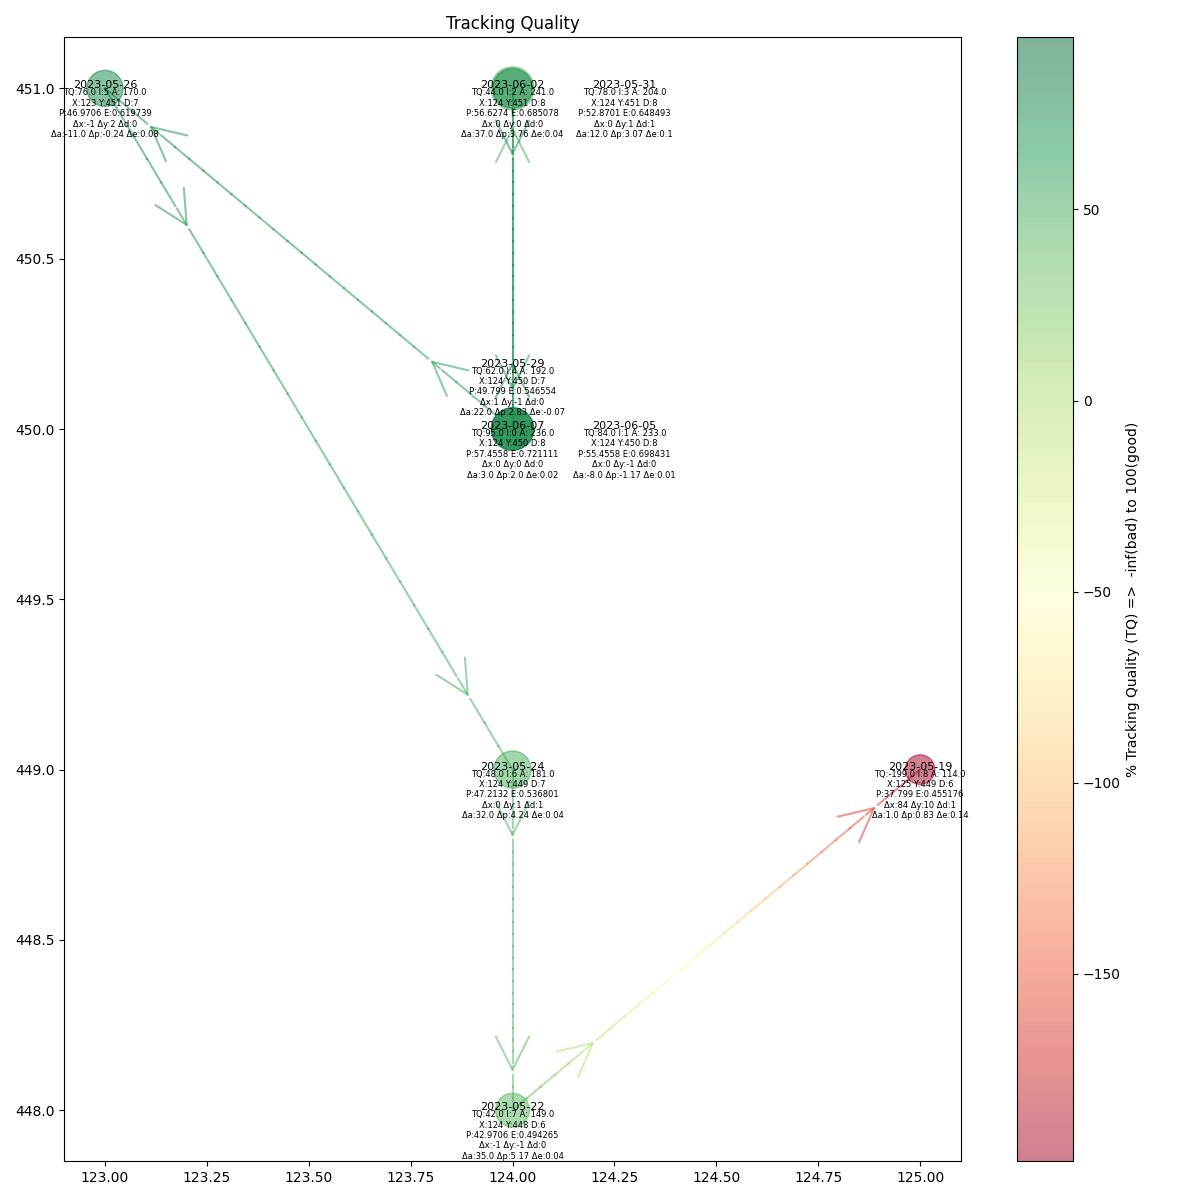 Tracking Quality
2023-05-26
TQ:76.0 I:5 A: 170.0
X:123 Y:451 D:7
P:46.9706 E:0.619739
Δx:-1 Δy:2 Δd:0
Δa:-11.0 Δp:-0.24 Δe:0.08
2023-06-02
TQ:44.0 I:2 A: 241.0
X:124 Y:451 D:8
P:56.6274 E:0.685078
Δx:0 Δy:0 Δd:0
Δa:37.0 Δp:3.76 Δe:0.04
2023-05-31
TQ:78.0 I:3 A: 204.0
X:124 Y:451 D:8
P:52.8701 E:0.648493
Δx:0 Δy:1 Δd:1
Δa:12.0 Δp:3.07 Δe:0.1
2023-05-29
TQ:62.0 I:4 A: 192.0
X:124 Y:450 D:7
P:49.799 E:0.546554
Δx:1 Δy:-1 Δd:0
Δa:22.0 Δp:2.83 Δe:-0.07
2023-06-07
TQ:95.0 I:0 A: 236.0
X:124 Y:450 D:8
P:57.4558 E:0.721111
Δx:0 Δy:0 Δd:0
Δa:3.0 Δp:2.0 Δe:0.02
2023-06-05
TQ:84.0 I:1 A: 233.0
X:124 Y:450 D:8
P:55.4558 E:0.698431
Δx:0 Δy:-1 Δd:0
Δa:-8.0 Δp:-1.17 Δe:0.01
2023-05-24
TQ:48.0 I:6 A: 181.0
X:124 Y:449 D:7
P:47.2132 E:0.536801
Δx:0 Δy:1 Δd:1
Δa:32.0 Δp:4.24 Δe:0.04
2023-05-19
TQ:-199.0 I:8 A: 114.0
X:125 Y:449 D:6
P:37.799 E:0.455176
Δx:84 Δy:10 Δd:1
Δa:1.0 Δp:0.83 Δe:0.14
2023-05-22
TQ:42.0 I:7 A: 149.0
X:124 Y:448 D:6
P:42.9706 E:0.494265
Δx:-1 Δy:-1 Δd:0
Δa:35.0 Δp:5.17 Δe:0.04
451.0
450.5
450.0
449.5
449.0
448.5
448.0
123.00
123.25
123.50
123.75
124.00
124.25
124.50
124.75
125.00
50
0
−50
−100
−150
% Tracking Quality (TQ) => -inf(bad) to 100(good)